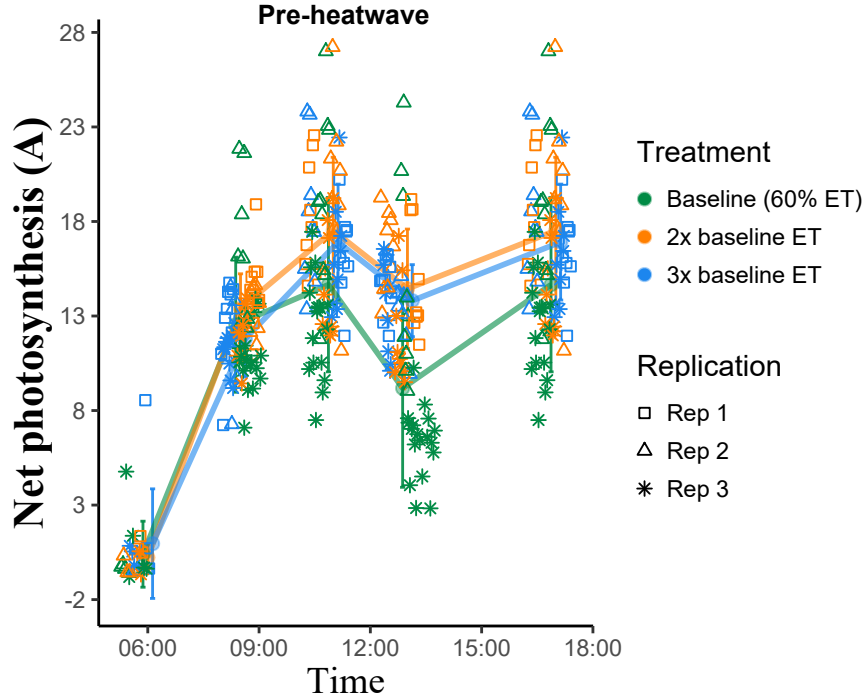 Pre-heatwave
Net photosynthesis (A)
28
23
18
13
8
3
-2
06:00 09:00 12:00 15:00 18:00
Time
Treatment
Baseline (60% ET)
2x baseline ET
3x baseline ET
Replication
Rep 1
Rep 2
Rep 3